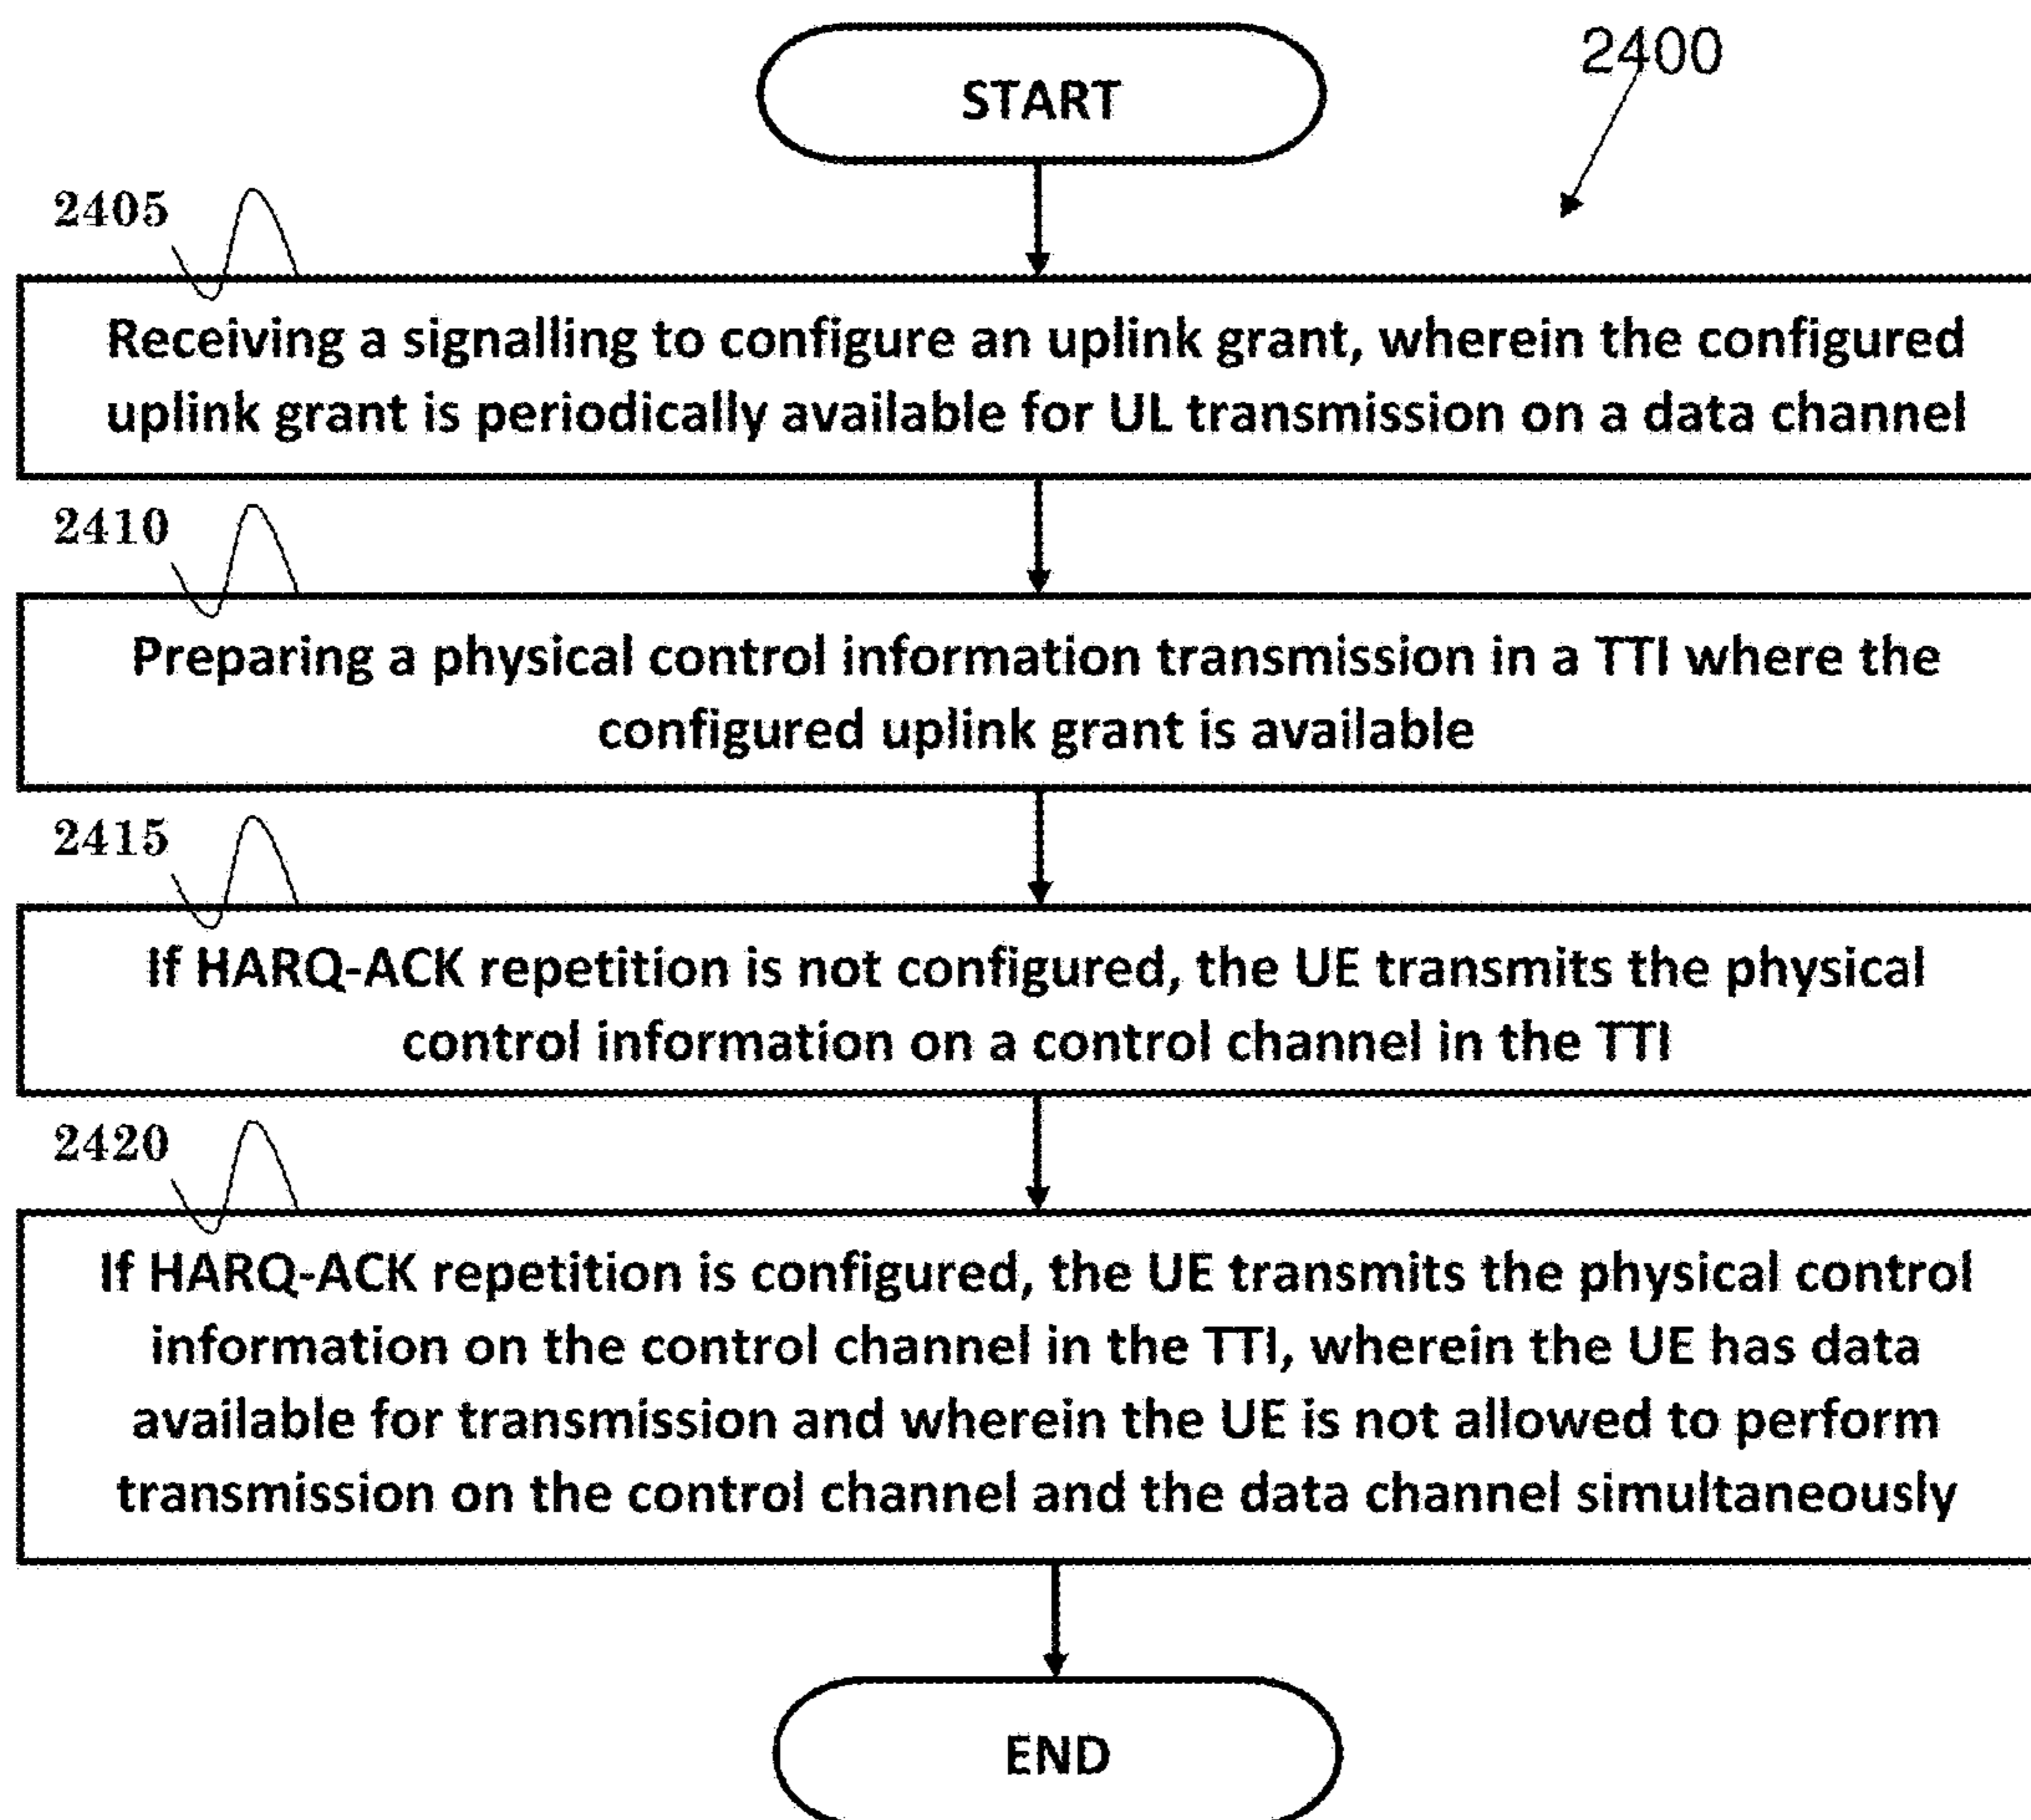 START
2400
2405
Receiving a signalling to configure an uplink grant, wherein the configured
uplink grant is periodically available for UL transmission on a data channel
2410
Preparing a physical control information transmission in a TTI where the
configured uplink grant is available
2415
If HARQ-ACK repetition is not configured, the UE transmits the physical
control information on a control channel in the TTI
2420
If HARQ-ACK repetition is configured, the UE transmits the physical control
information on the control channel in the TTI, wherein the UE has data
available for transmission and wherein the UE is not allowed to perform
transmission on the control channel and the data channel simultaneously
END